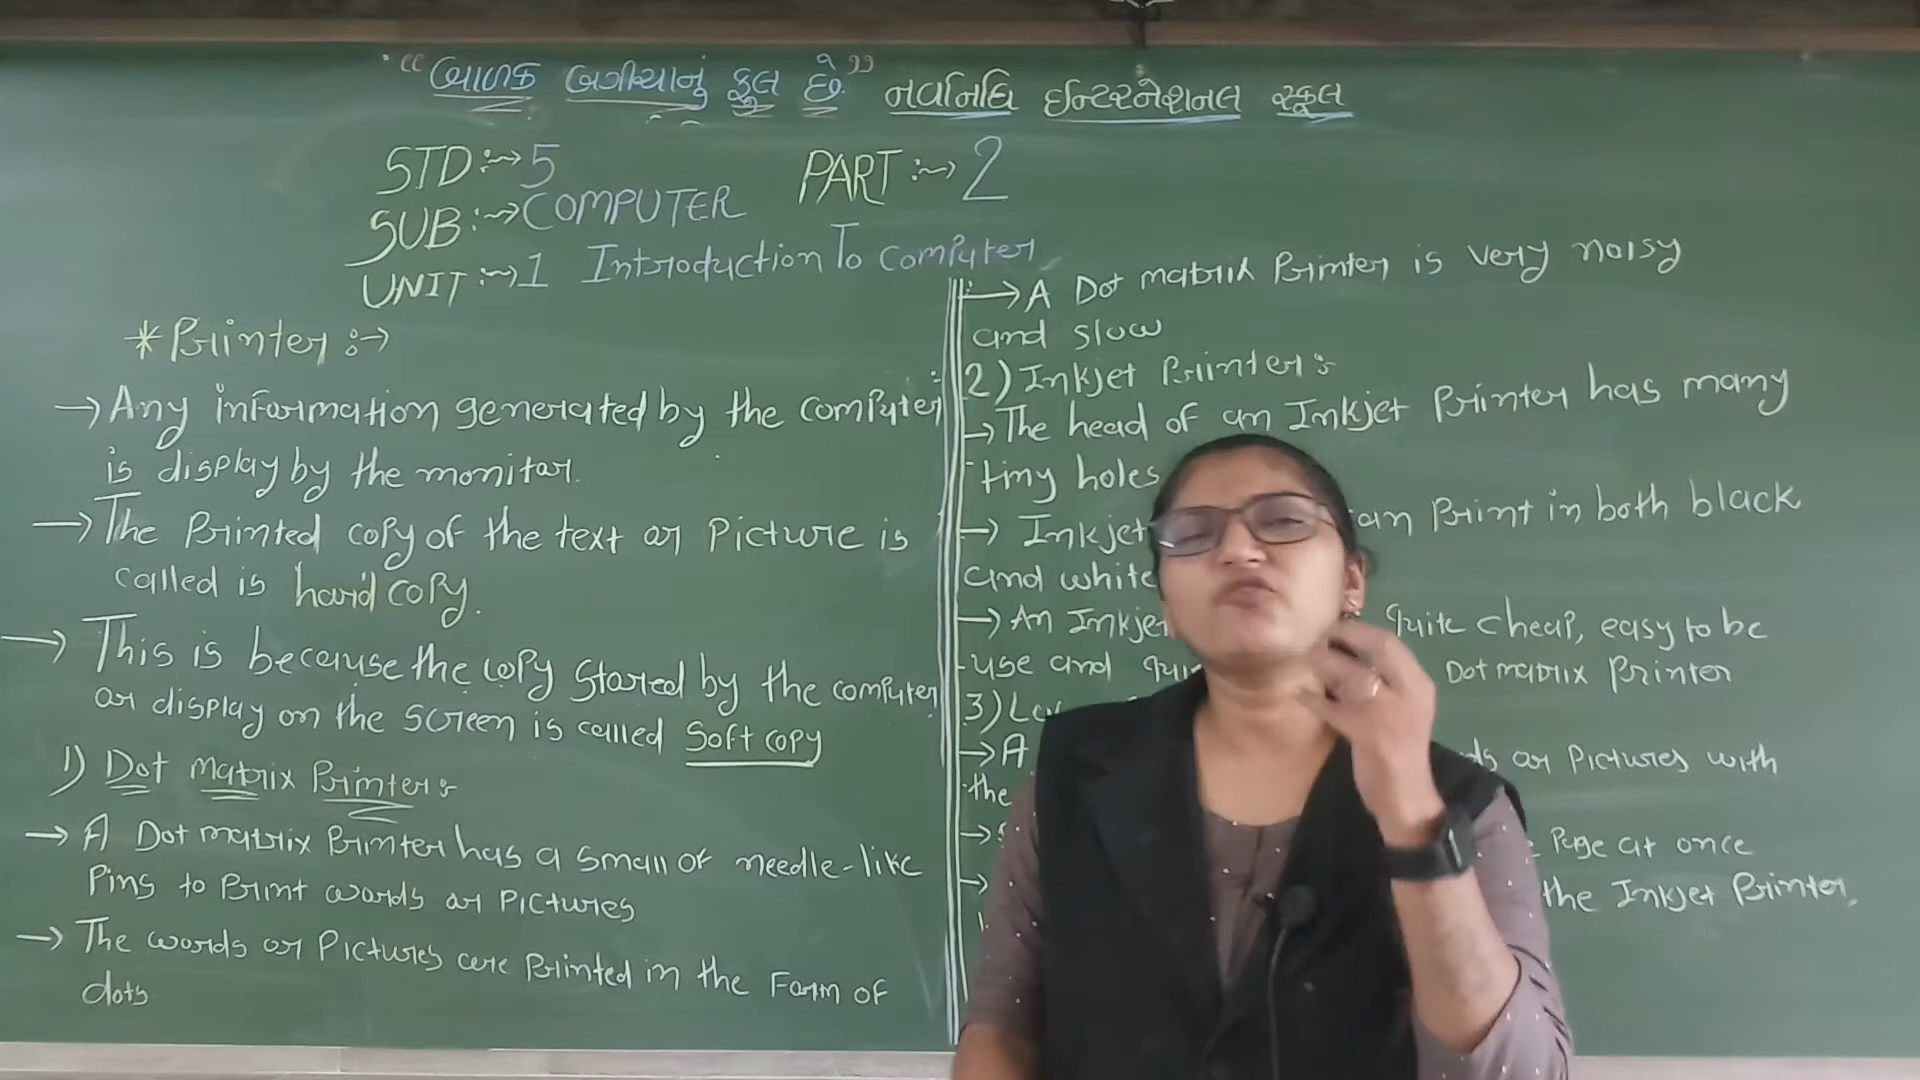 “બાળક બગીચાનું ફૂલ છે” નવનિધિ ઈન્ટરનેશનલ સ્કૂલ
STD :→ 5 PART :→ 2
SUB :→ COMPUTER
UNIT :→ 1 Introduction To Computer
* Printer :→
→ Any information generated by the computer
is display by the monitor.
→ The Printed copy of the text or picture is
called is hard copy.
→ This is because the copy stored by the computer
or display on the screen is called Soft copy
1) Dot Matrix Printer :-
→ A Dot matrix Printer has a small of needle-like
Pins to Print words or Pictures
→ The words or Pictures are Printed in the Form of
dots
→ A Dot matrix Printer is very noisy
and slow
2) Inkjet Printer :-
→ The head of an Inkjet Printer has many
tiny holes
→ Inkjet an Print in both black
and white
→ An Inkjet quite cheap, easy to be
use and Dot matrix Printer
3)
→ A or Pictures with
the
→ Page at once
→ the Inkjet Printer.